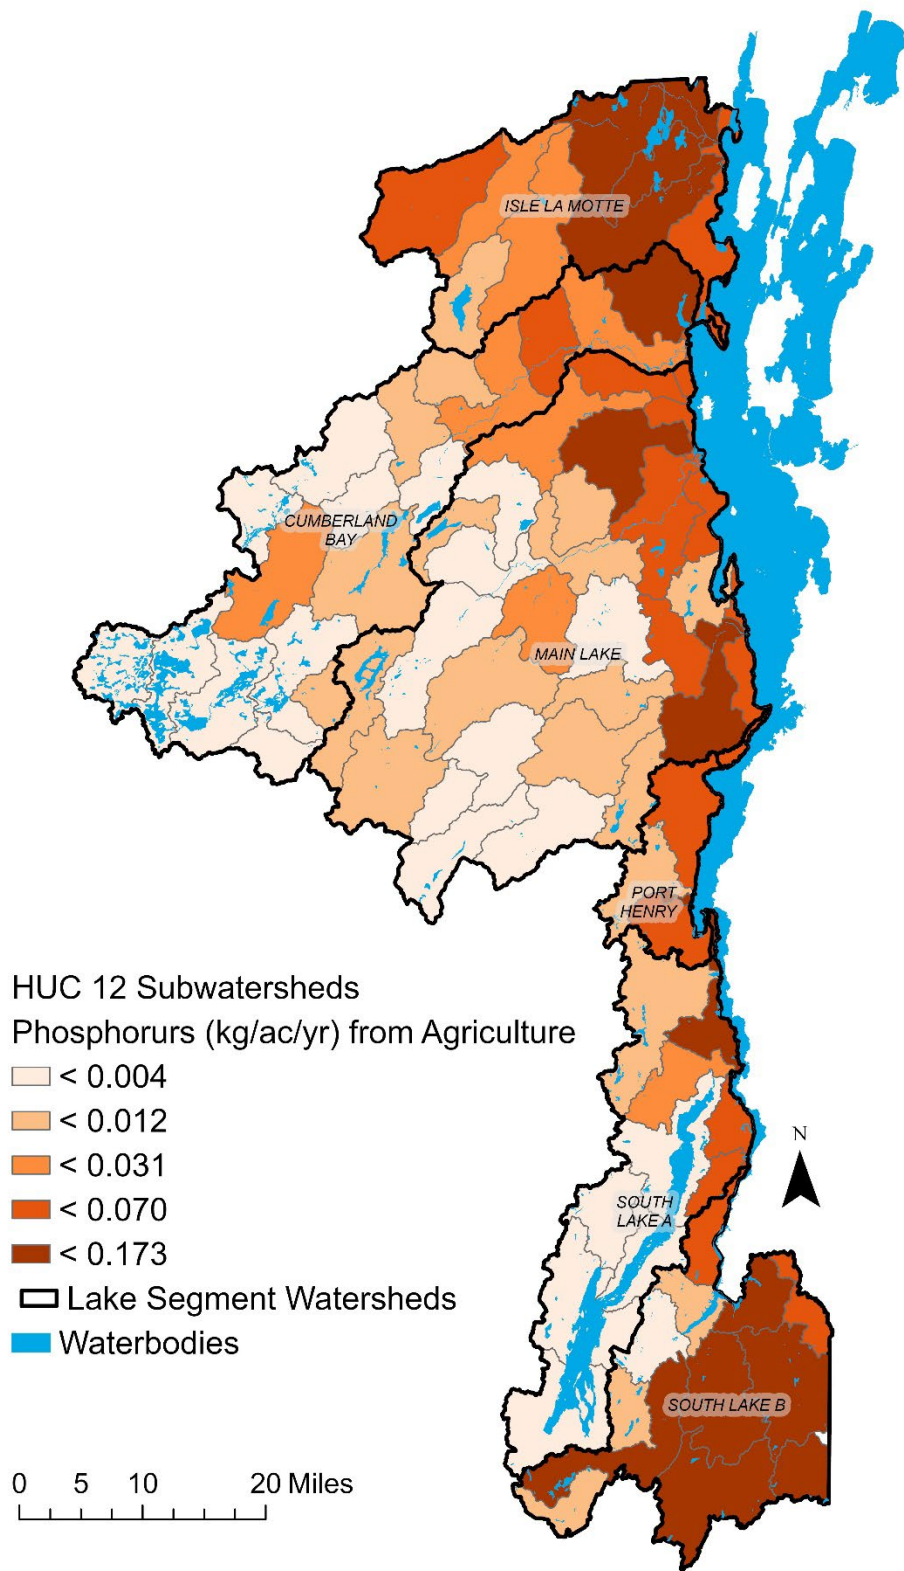 ISLE LA MOTTE
CUMBERLAND
BAY
MAIN LAKE
PORT
HENRY
HUC 12 Subwatersheds
Phosphorurs (kg/ac/yr) from Agriculture
< 0.004
< 0.012
< 0.031
< 0.070
< 0.173
Lake Segment Watersheds
Waterbodies
N
SOUTH
LAKE A
SOUTH LAKE B
0 5 10 20 Miles